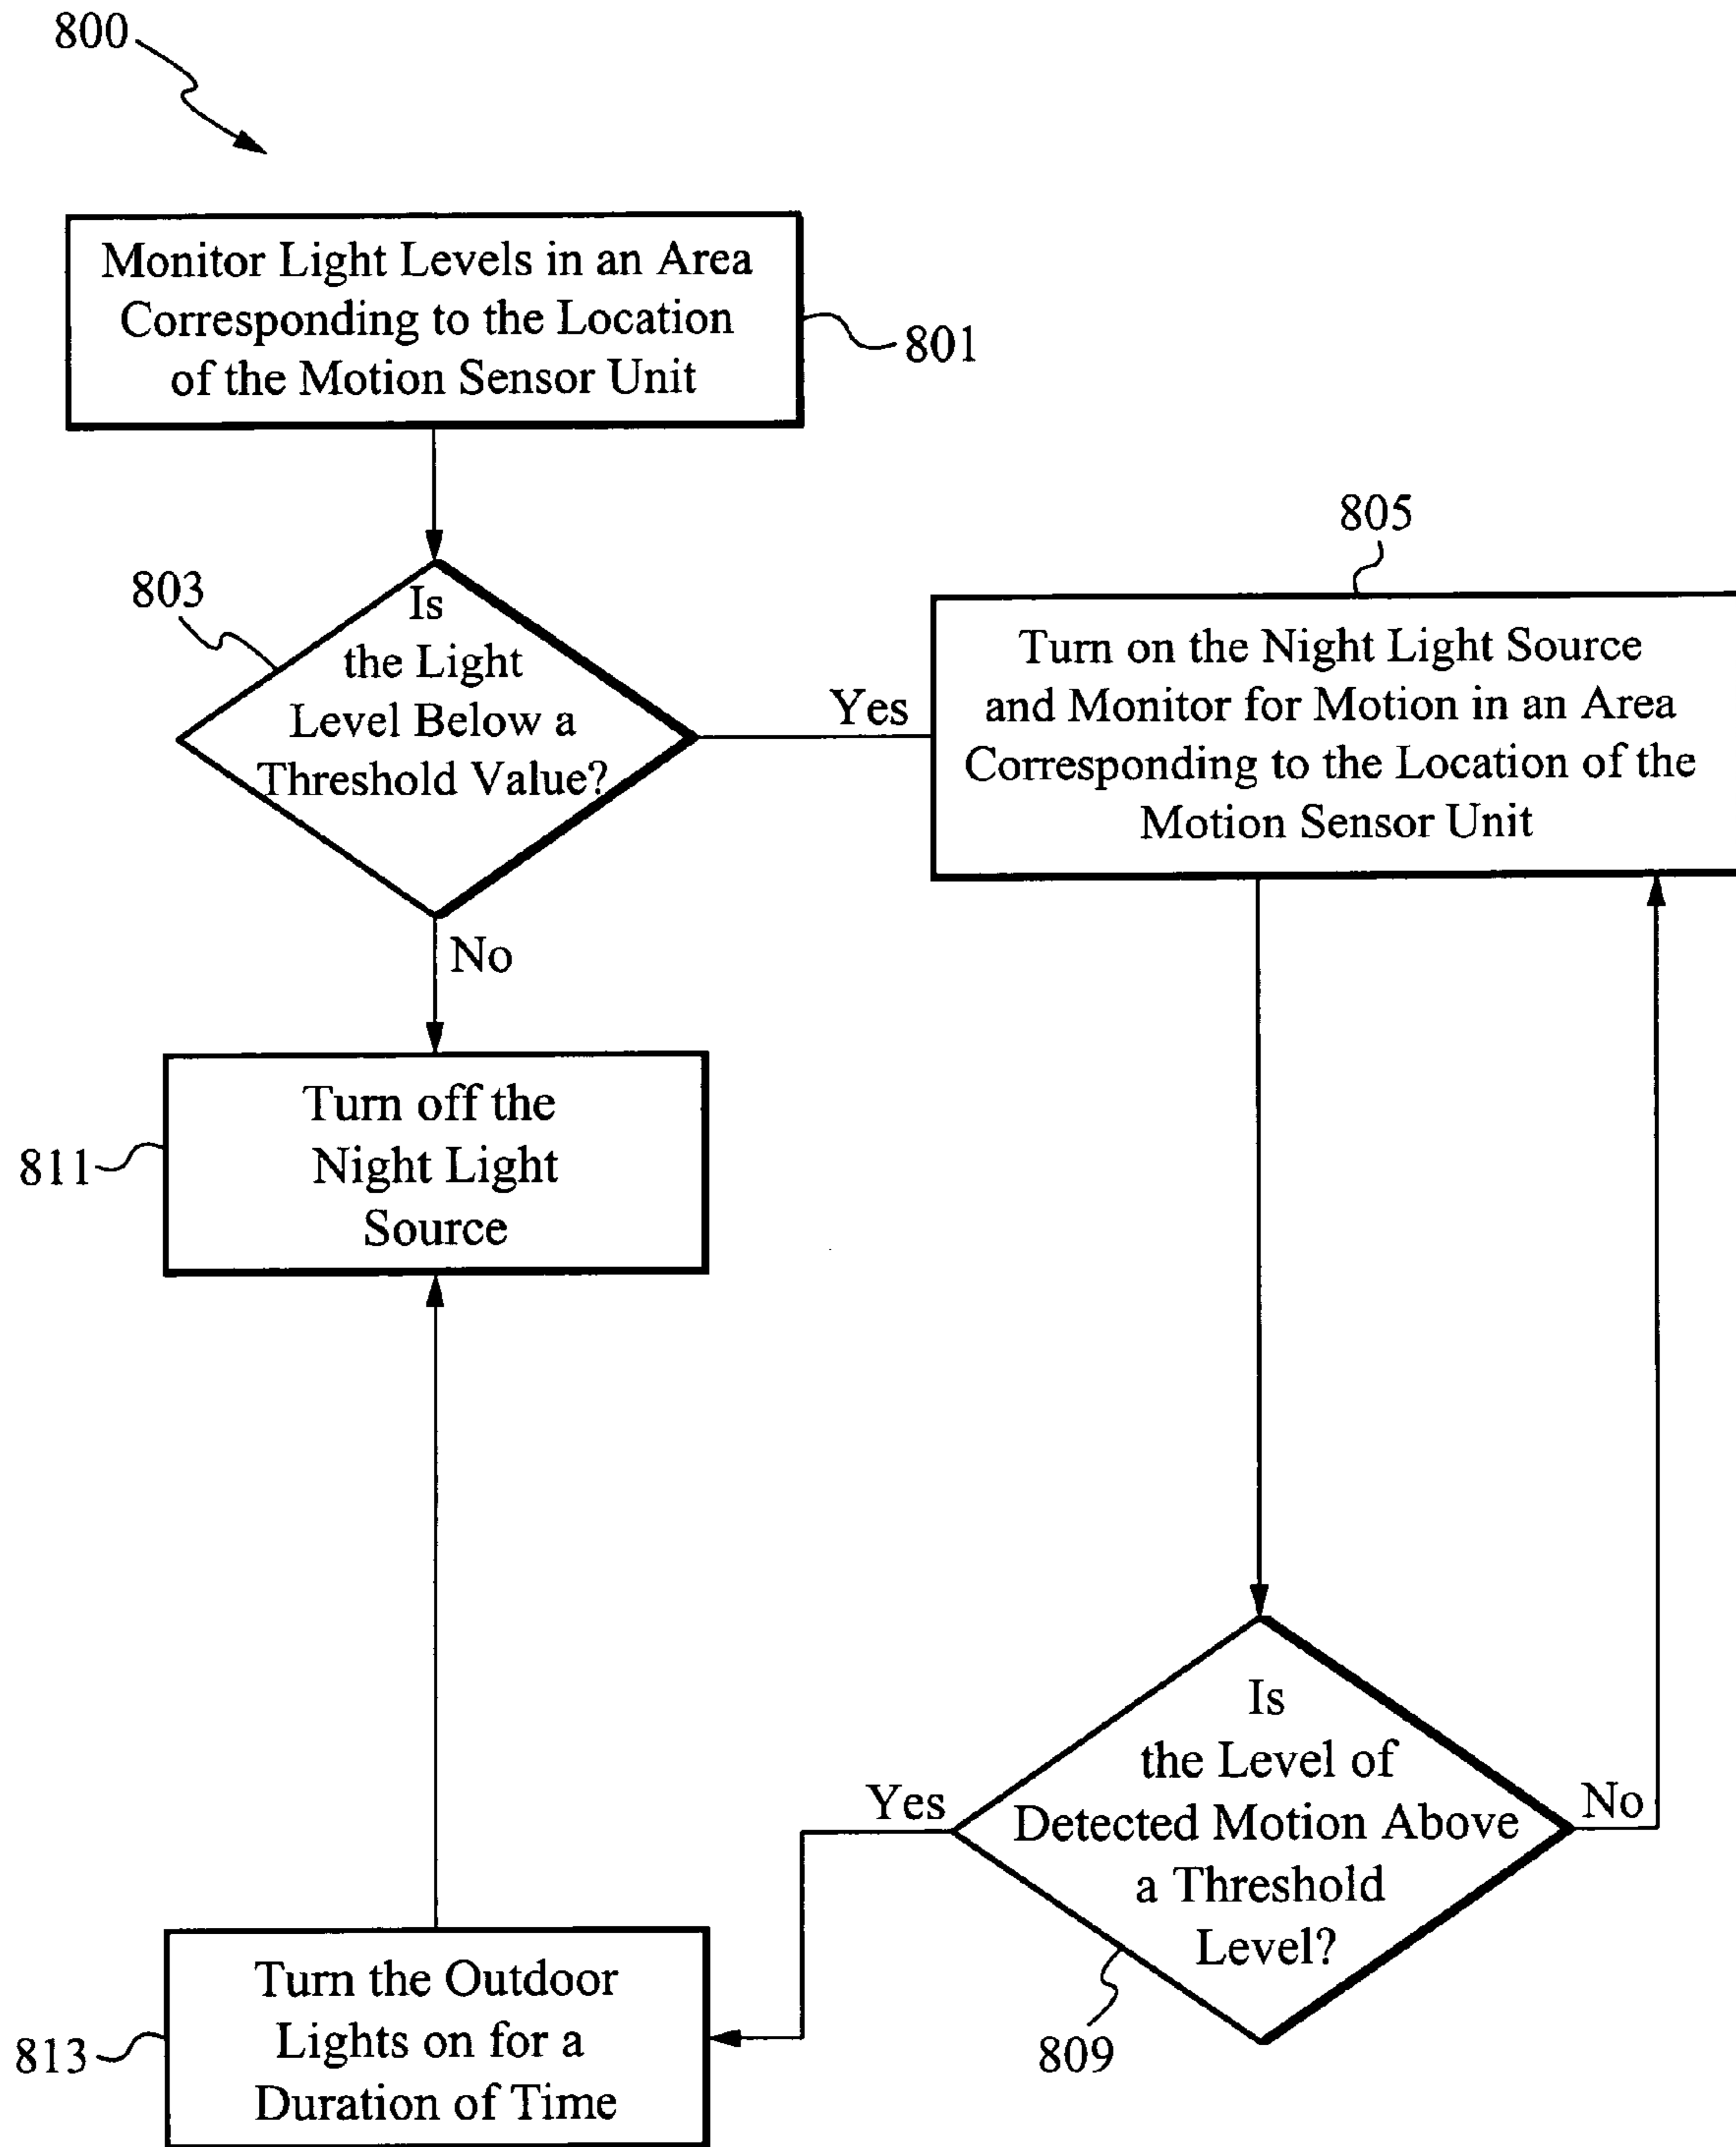 800
Monitor Light Levels in an Area
Corresponding to the Location
of the Motion Sensor Unit
801
803
Is
the Light
Level Below a
Threshold Value?
Yes
No
805
Turn on the Night Light Source
and Monitor for Motion in an Area
Corresponding to the Location of the
Motion Sensor Unit
811
Turn off the
Night Light
Source
Is
the Level of
Detected Motion Above
a Threshold
Level?
Yes
No
809
813
Turn the Outdoor
Lights on for a
Duration of Time